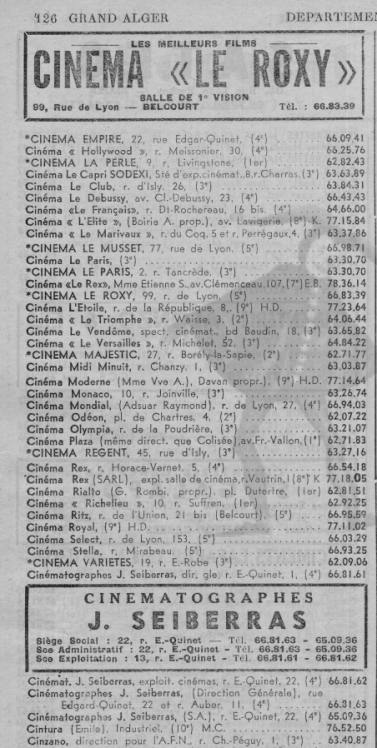 126 GRAND ALGER DEPARTEMEN
LES MEILLEURS FILMS
CINEMA «LE ROXY»
SALLE DE 1e VISION
99, Rue de Lyon — BELCOURT Tél. : 66.83.39
*CINEMA EMPIRE, 22, rue Edgar-Quinet, (4e) 66.09.41
Cinéma « Hollywood », r. Meissonier, 30, (4e) 66.25.76
*CINEMA LA PERLE, 9, r. Livingstone, (1er) 62.82.43
Cinéma Le Capri SODEXI, Sté d'exp.cinémat.,8,r.Charras,(3e) 63.63.89
Cinéma Le Club, r. d'Isly, 26, (3e) 63.84.31
Cinéma Le Debussy, av. Cl.-Debussy, 23, (4e) 66.43.43
Cinéma «Le Français», r. Dt-Rochereau, 16 bis, (4e) 64.66.00
Cinéma « L'Elite », (Boiria A. prop.), av. Lavigerie, (8e) K. 77.15.84
Cinéma « Le Marivaux », r. du Coq, 5 et r. Perrégaux,4, (3e) 63.37.86
*CINEMA LE MUSSET, 77, rue de Lyon, (5e) 66.98.71
Cinéma Le Paris, (3e) 63.30.70
*CINEMA LE PARIS, 2, r. Tancrède, (3e) 63.30.70
Cinéma «Le Rex», Mme Etienne S.,av.Clémenceau,107,(7e)E.B. 78.36.14
*CINEMA LE ROXY, 99, r. de Lyon, (5e) 66.83.39
Cinéma L'Etoile, r. de la République, 8, (9e) H.D. 77.23.64
Cinéma « Le Triomphe », r. Waïsse, 3, (2e) 64.06.44
Cinéma Le Vendôme, spect. cinémat., bd Baudin, 18, (3e) 63.65.82
Cinéma « Le Versailles », r. Michelet, 52, (3e) 64.84.22
*CINEMA MAJESTIC, 27, r. Borély-la-Sapie, (2e) 62.71.77
Cinéma Midi Minuit, r. Chanzy, 1, (3e) 63.03.87
Cinéma Moderne (Mme Vve A.), Davan propr.), (9e) H.D. 77.14.64
Cinéma Monaco, 10, r. Joinville, (3e) 63.26.74
Cinéma Mondial, (Aduar Raymond), r. de Lyon, 27, (4e) 66.94.03
Cinéma Odéon, pl. de Chartres, 4, (2e) 62.07.22
Cinéma Olympia, r. de la Poudrière, (3e) 63.21.07
Cinéma Plaza (même direct. que Colisée),av.Fr-Vallon,(1e) 62.71.83
*CINEMA REGENT, 45, rue d'Isly, (3e) 63.27.16
Cinéma Rex, r. Horace-Vernet, 5, (4e) 66.54.18
Cinéma Rex (SARL), expl. salle de cinéma,r.Vautrin,1(8e) K 77.18.05
Cinéma Rialto (G. Rombi, propr.), pl. Dutertre, (1er) 62.81.51
Cinéma « Richelieu », 10, r. Suffren, (1er) 62.92.25
Cinéma Ritz, r. de l'Union, 21 bis (Belcourt), (5e) 66.95.59
Cinéma Royal, (9e) H.D. 77.11.02
Cinéma Select, r. de Lyon, 153, (5e) 66.03.29
Cinéma Stella, r. Mirabeau, (5e) 66.93.25
*CINEMA VARIETES, 19, r. E.-Robe (3e) 62.09.06
Cinématographes J. Seiberras, dir. gle, r. E.-Quinet, 1, (4e) 66.81.61
CINEMATOGRAPHES
J. SEIBERRAS
Siège Social : 22, r. E.-Quinet — Tél. 66.81.63 - 65.09.36
Sce Administratif : 22, r. E.-Quinet — Tél. 66.81.63 - 65.09.36
Sce Exploitation : 13, r. E.-Quinet — Tél. 66.81.61 - 66.81.62
Cinémat. J. Seiberras, exploit. cinémas, r. E.-Quinet, 22, (4e) 66.81.62
Cinématographes J. Seiberras, (Direction Générale), rue
Edgard-Quinet, 22 et r. Auber, 11, (4e) 66.81.63
Cinématographes J. Seiberras, (S.A.), r. E.-Quinet, 22, (4e) 65.09.36
Cintura (Emile), Industriel, (10e) M.C. 76.52.50
Cinzano, direction pour l'A.F.N., r. Ch.-Péguy, 1, (3e) 63.40.87